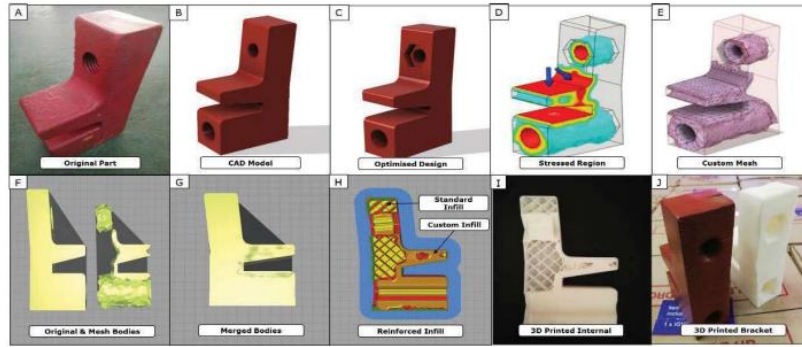 A
B
C
D
E
Original Part
CAD Model
Optimised Design
Stressed Region
Custom Mesh
F
G
H
I
J
Standard
Infill
Custom Infill
Original & Mesh Bodies
Merged Bodies
Reinforced Infill
3D Printed Internal
3D Printed Bracket